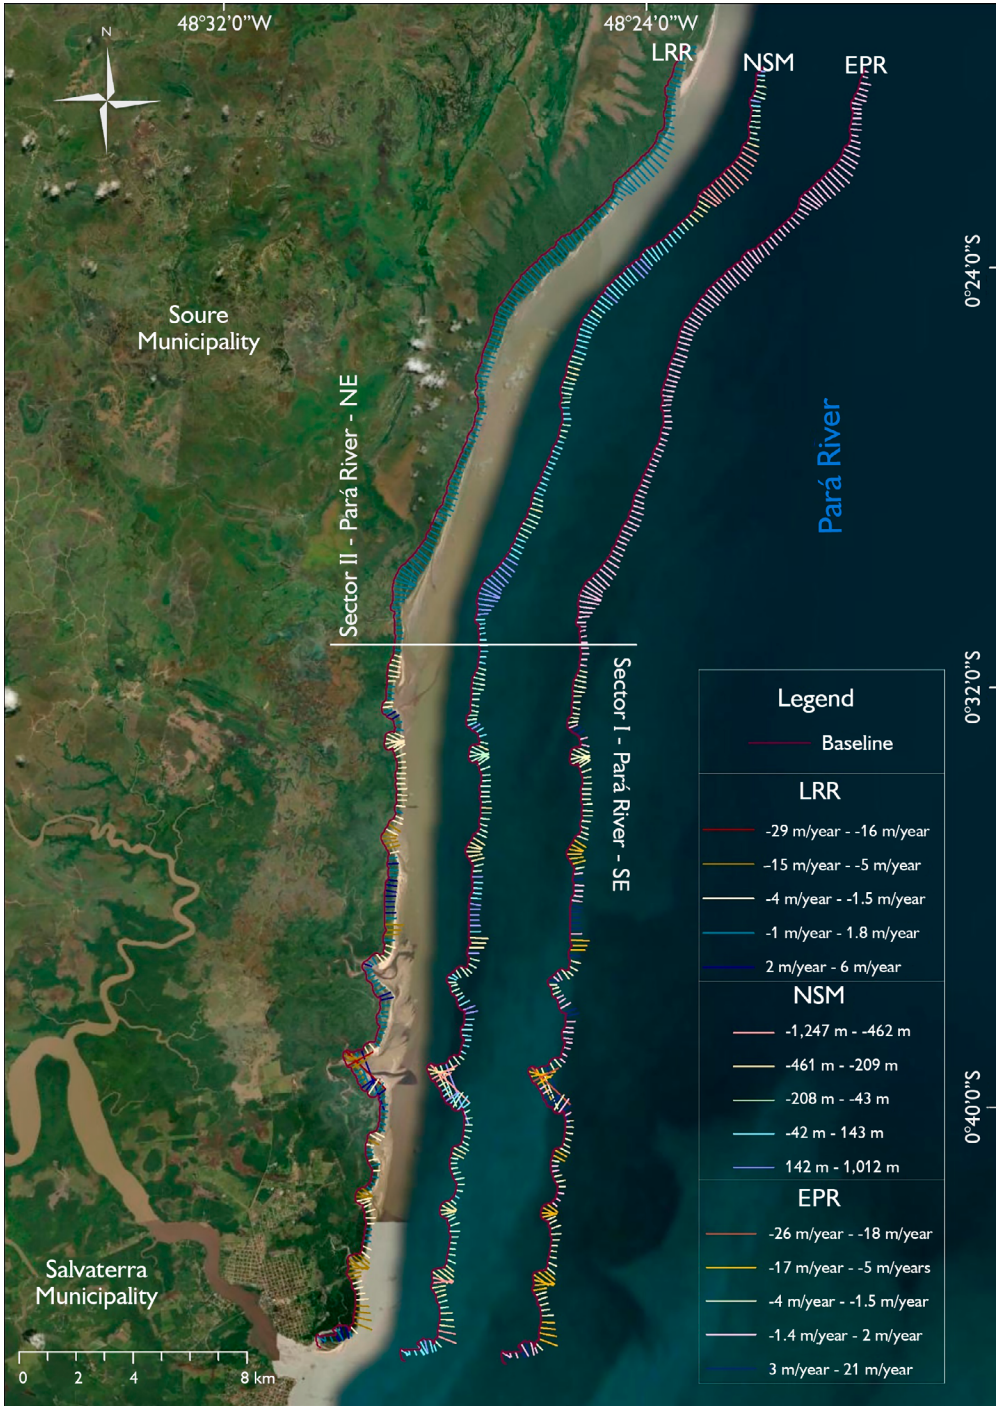 48°32'0"W
48°24'0"W
N
LRR
NSM
EPR
0°24'0"S
Soure
Municipality
Sector II - Pará River - NE
Pará River
Sector I - Pará River - SE
0°32'0"S
Legend
Baseline
LRR
-29 m/year - -16 m/year
-15 m/year - -5 m/year
-4 m/year - -1.5 m/year
-1 m/year - 1.8 m/year
2 m/year - 6 m/year
NSM
-1,247 m - -462 m
-461 m - -209 m
-208 m - -43 m
-42 m - 143 m
142 m - 1,012 m
EPR
-26 m/year - -18 m/year
-17 m/year - -5 m/years
-4 m/year - -1.5 m/year
-1.4 m/year - 2 m/year
3 m/year - 21 m/year
0°40'0"S
Salvaterra
Municipality
0 2 4 8 km